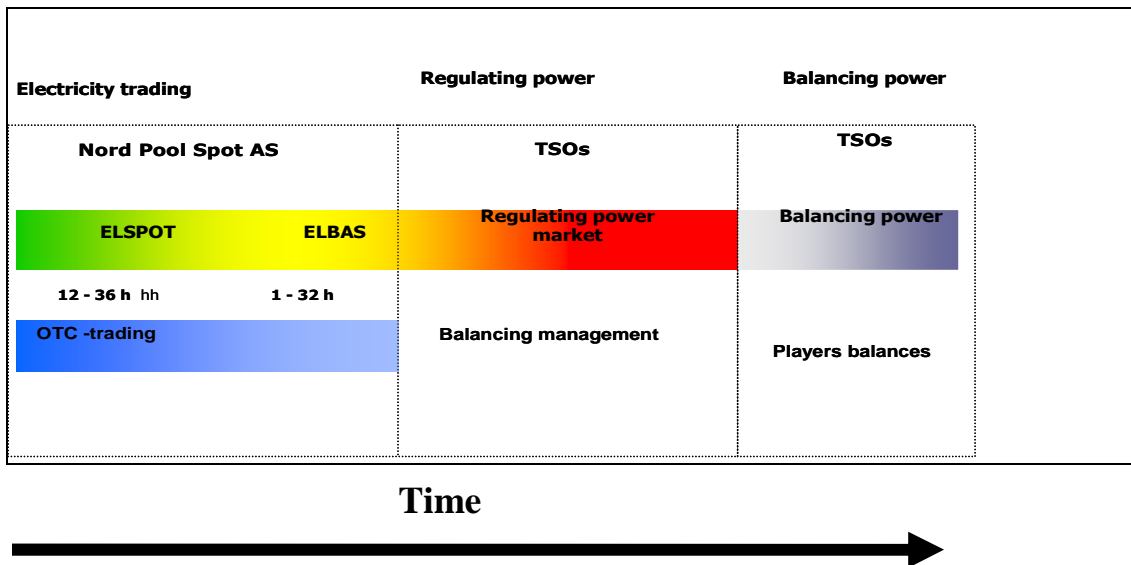 Electricity trading
Regulating power
Balancing power
Nord Pool Spot AS
TSOs
TSOs
ELSPOT
ELBAS
Regulating power
market
Balancing power
12 - 36 h hh
1 - 32 h
OTC -trading
Balancing management
Players balances
Time